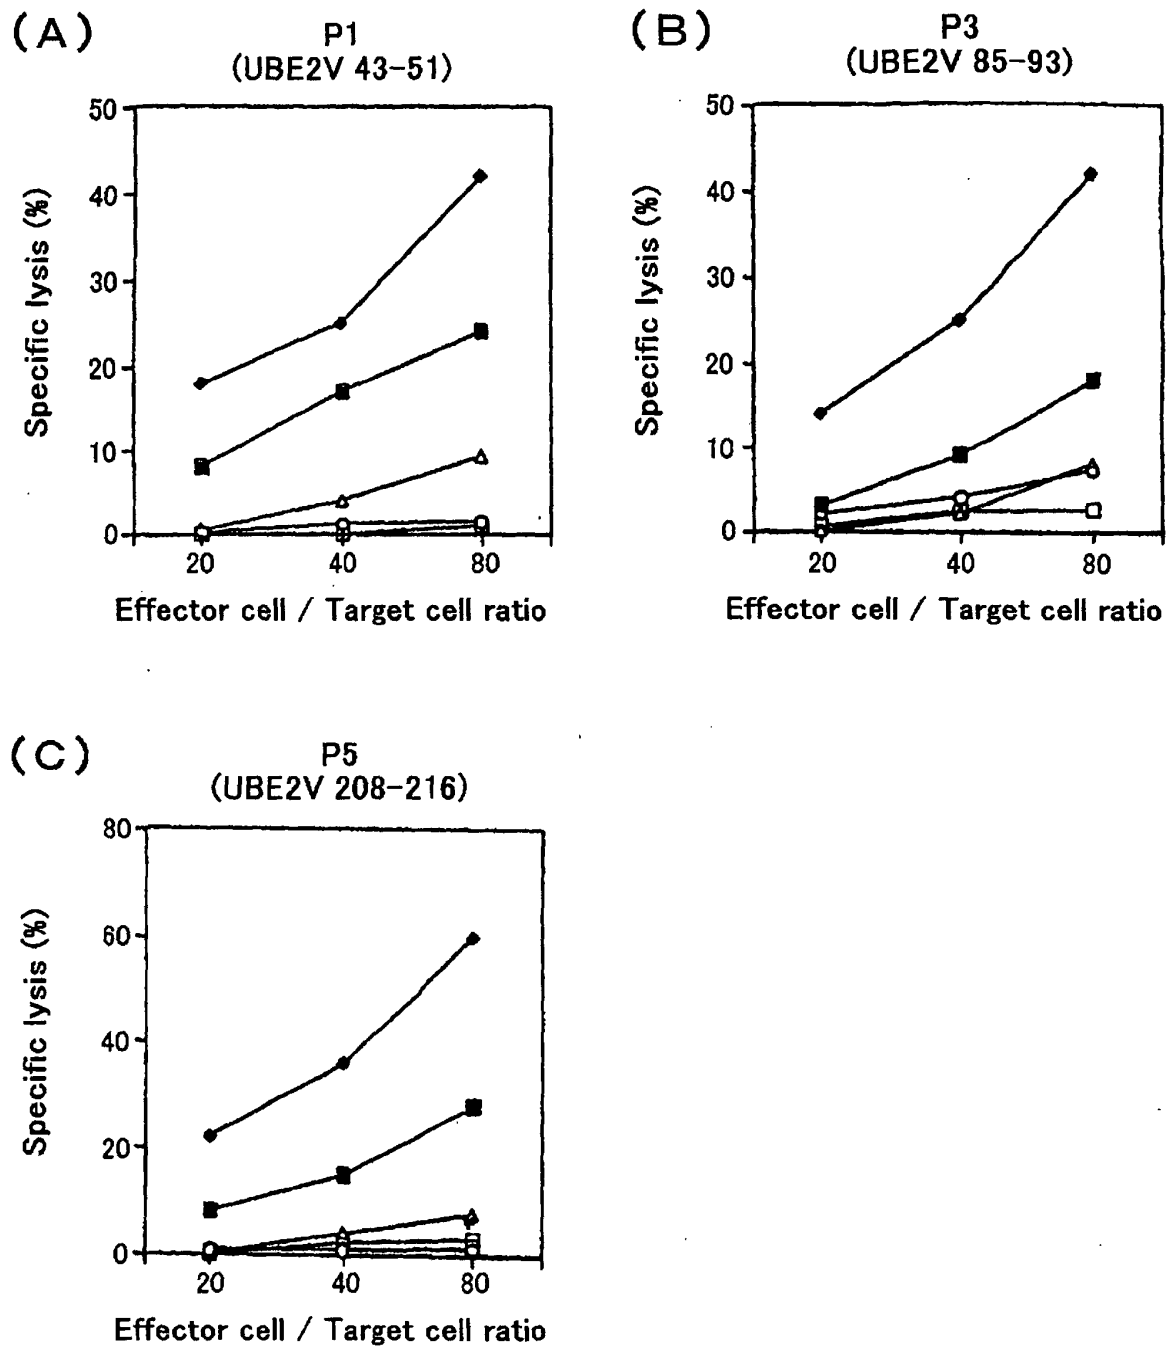 (A)
P1
(UBE2V 43-51)
50
40
30
20
10
0
Specific lysis (%)
20 40 80
Effector cell / Target cell ratio
(B)
P3
(UBE2V 85-93)
50
40
30
20
10
0
Specific lysis (%)
20 40 80
Effector cell / Target cell ratio
(C)
P5
(UBE2V 208-216)
80
60
40
20
0
Specific lysis (%)
20 40 80
Effector cell / Target cell ratio